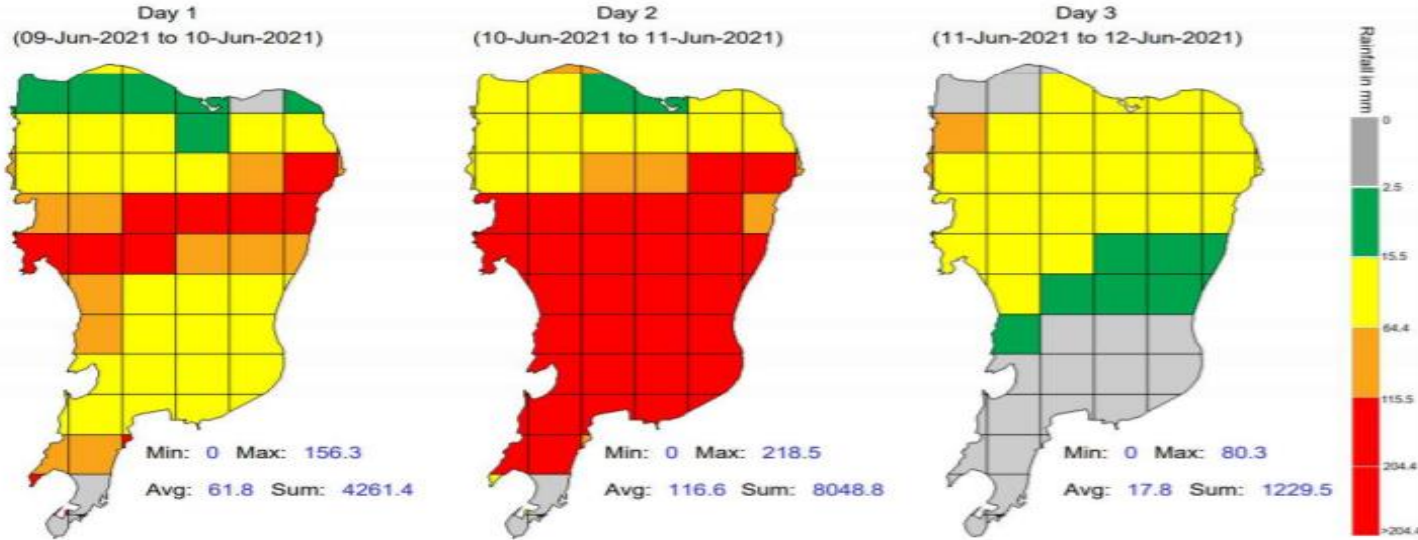 Day 1
(09-Jun-2021 to 10-Jun-2021)
Min: 0 Max: 156.3
Avg: 61.8 Sum: 4261.4
Day 2
(10-Jun-2021 to 11-Jun-2021)
Min: 0 Max: 218.5
Avg: 116.6 Sum: 8048.8
Day 3
(11-Jun-2021 to 12-Jun-2021)
Min: 0 Max: 80.3
Avg: 17.8 Sum: 1229.5
Rainfall in mm
0
2.5
15.5
64.4
115.5
204.4
>204.4